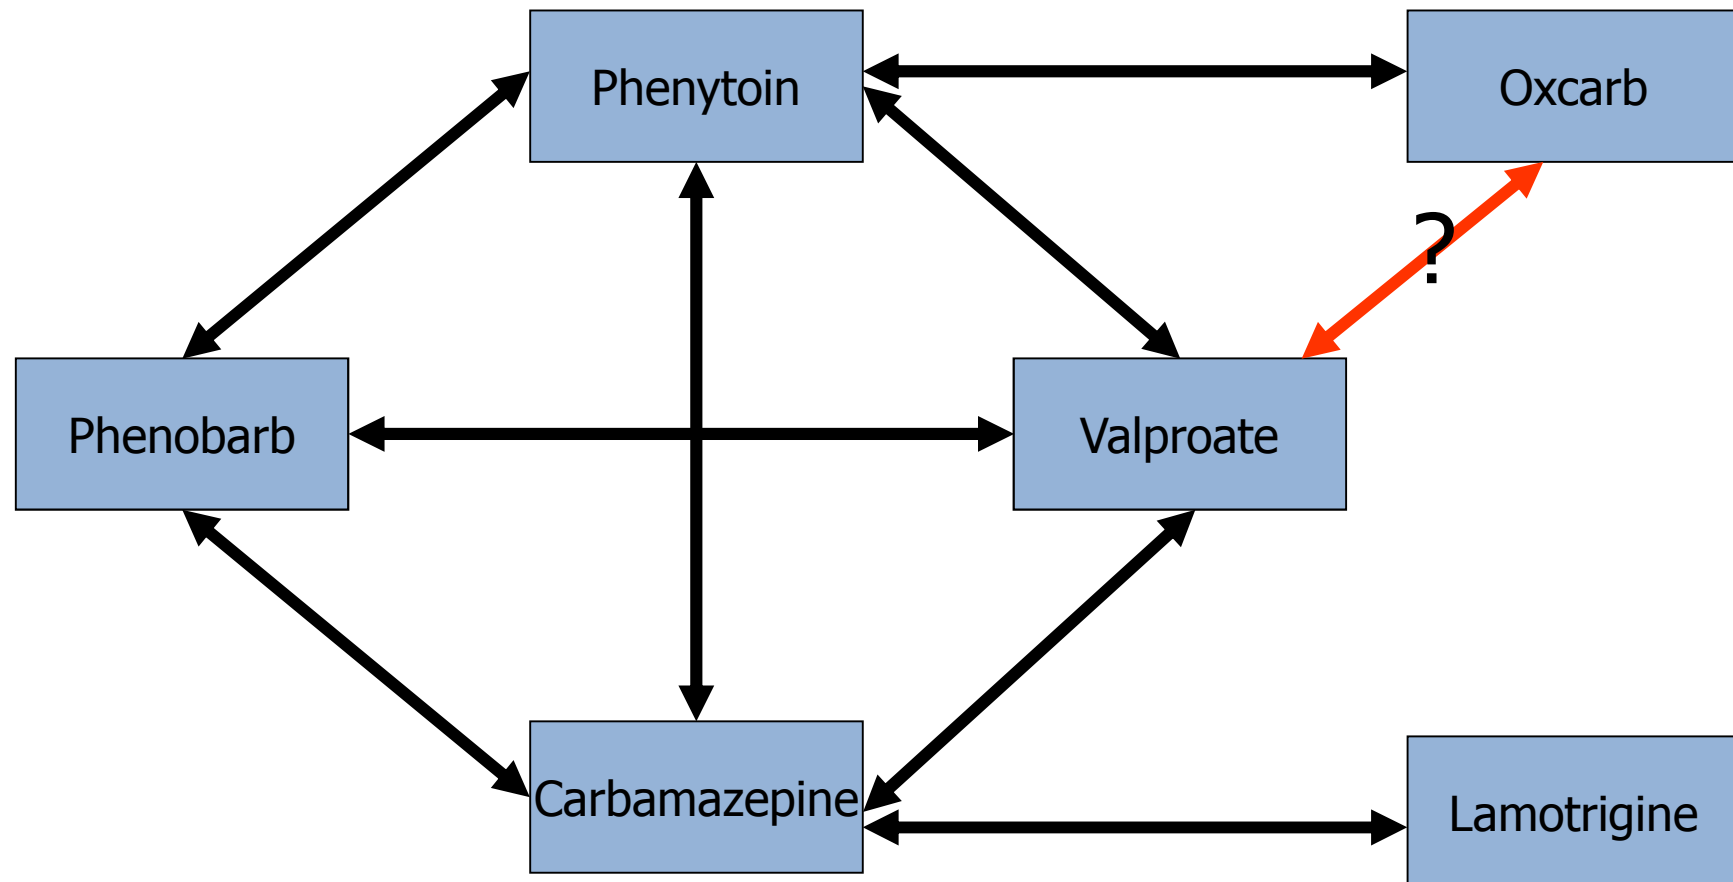 Phenytoin
Oxcarb
?
Phenobarb
Valproate
Carbamazepine
Lamotrigine